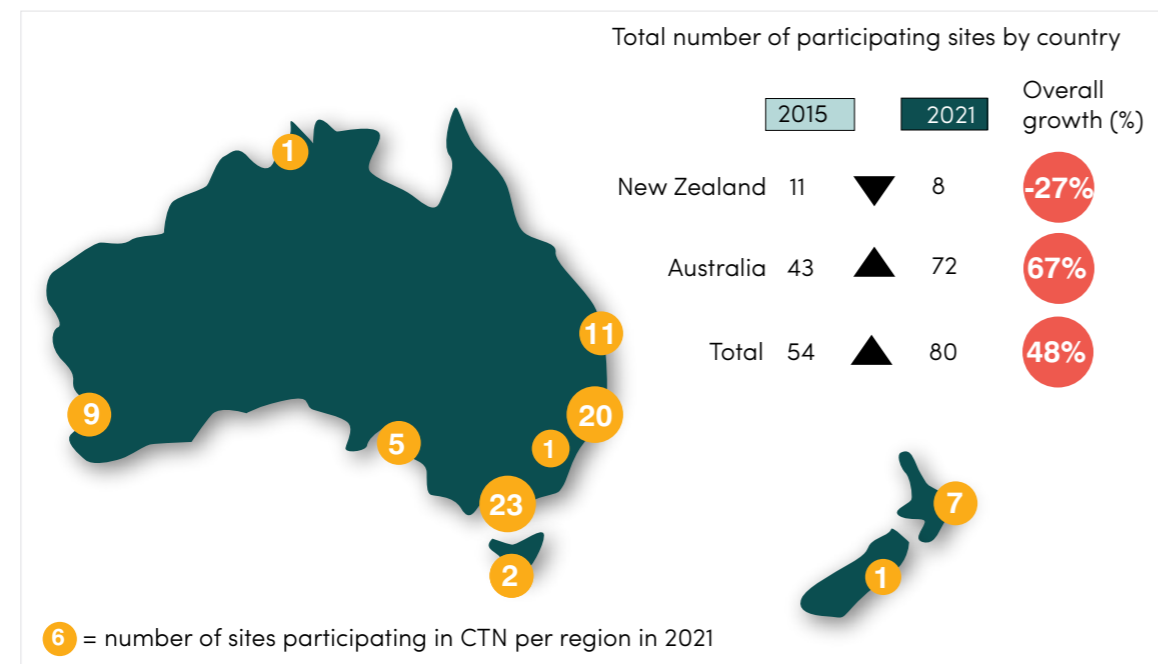 Total number of participating sites by country
2015 2021 Overall growth (%)
New Zealand 11 8 -27%
Australia 43 72 67%
Total 54 80 48%
1
11
9
20
5
1
23
2
7
1
6 = number of sites participating in CTN per region in 2021